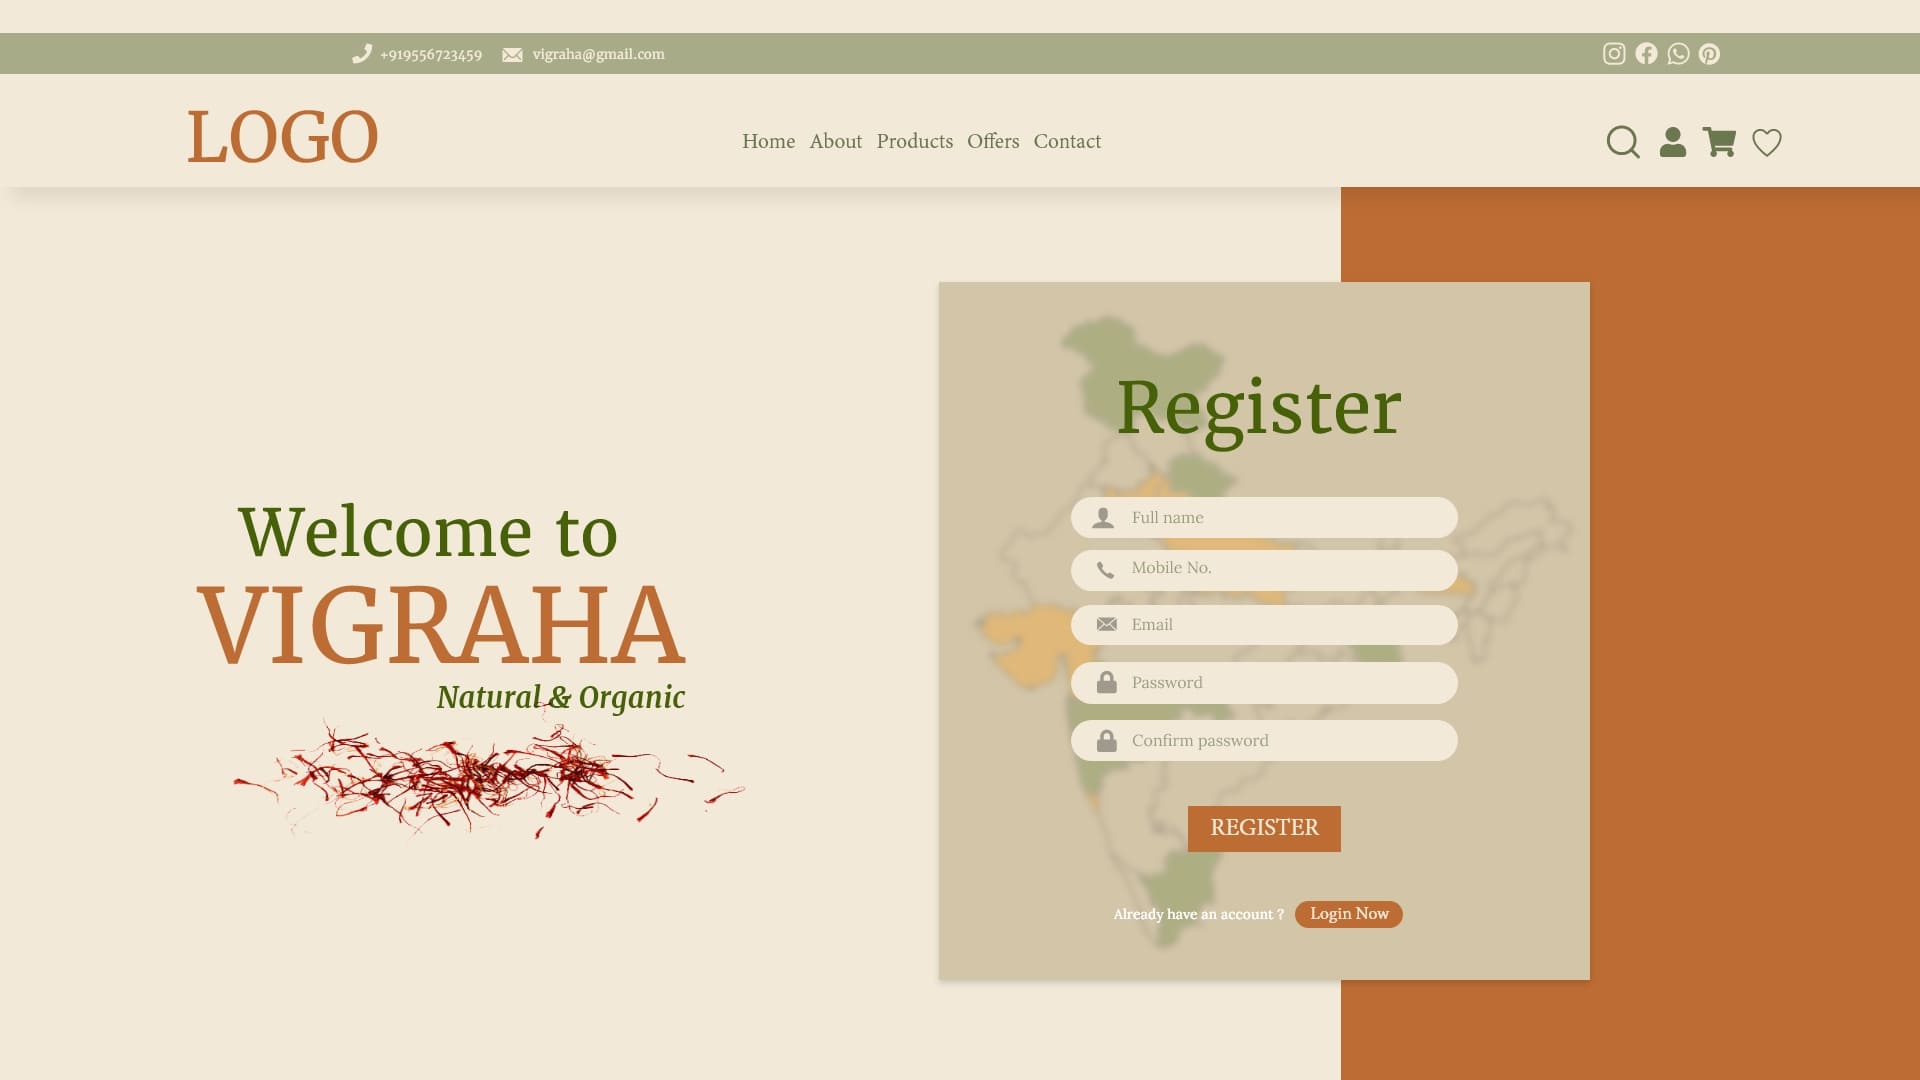 +919556723459 vigraha@gmail.com
LOGO
Home About Products Offers Contact
Welcome to
VIGRAHA
Natural & Organic
Register
Full name
Mobile No.
Email
Password
Confirm password
REGISTER
Already have an account ? Login Now